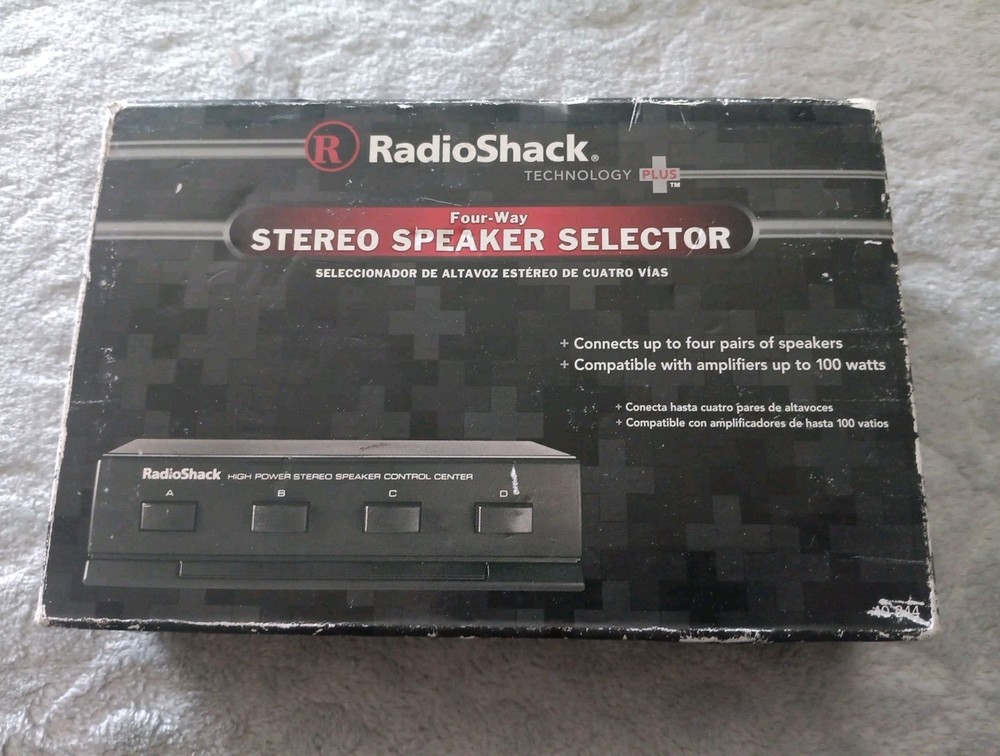 R RadioShack®
TECHNOLOGY PLUS™
Four-Way
STEREO SPEAKER SELECTOR
SELECCIONADOR DE ALTAVOZ ESTÉREO DE CUATRO VÍAS
+ Connects up to four pairs of speakers
+ Compatible with amplifiers up to 100 watts
+ Conecta hasta cuatro pares de altavoces
+ Compatible con amplificadores de hasta 100 vatios
RadioShack HIGH POWER STEREO SPEAKER CONTROL CENTER
A B C D